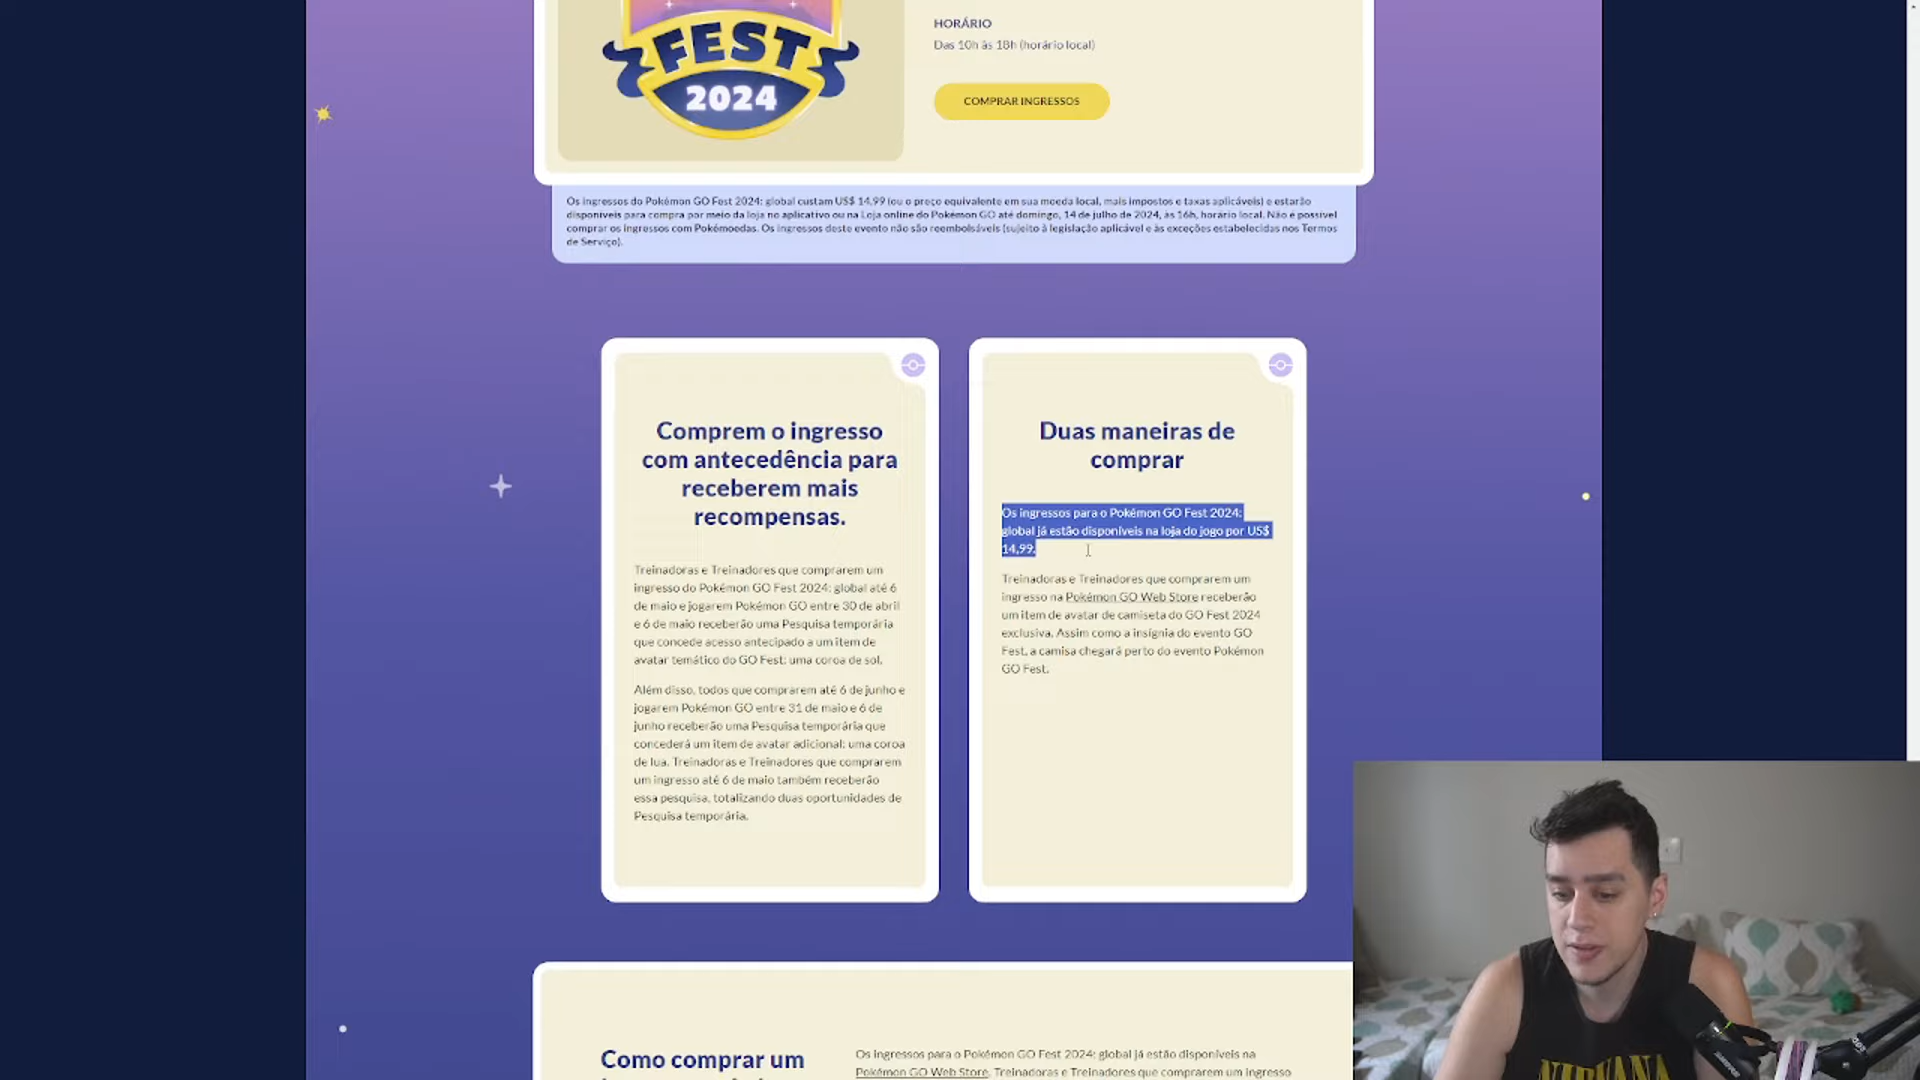 FEST
2024
HORÁRIO
Das 10h às 18h (horário local)
COMPRAR INGRESSOS
Os ingressos do Pokémon GO Fest 2024: global custam US$ 14,99 (ou o preço equivalente em sua moeda local, mais impostos e taxas aplicáveis) e estarão
disponíveis para compra por meio da loja no aplicativo ou na Loja online do Pokémon GO até domingo, 14 de julho de 2024, às 16h, horário local. Não é possível
comprar os ingressos com Pokémoedas. Os ingressos deste evento não são reembolsáveis (sujeito à legislação aplicável e às exceções estabelecidas nos Termos
de Serviço).
Comprem o ingresso
com antecedência para
receberem mais
recompensas.
Treinadoras e Treinadores que comprarem um
ingresso do Pokémon GO Fest 2024: global até 6
de maio e jogarem Pokémon GO entre 30 de abril
e 6 de maio receberão uma Pesquisa temporária
que concede acesso antecipado a um item de
avatar temático do GO Fest: uma coroa de sol.
Além disso, todos que comprarem até 6 de junho e
jogarem Pokémon GO entre 31 de maio e 6 de
junho receberão uma Pesquisa temporária que
concederá um item de avatar adicional: uma coroa
de lua. Treinadoras e Treinadores que comprarem
um ingresso até 6 de maio também receberão
essa pesquisa, totalizando duas oportunidades de
Pesquisa temporária.
Duas maneiras de
comprar
Os ingressos para o Pokémon GO Fest 2024:
global já estão disponíveis na loja do jogo por US$
14,99.
Treinadoras e Treinadores que comprarem um
ingresso na Pokémon GO Web Store receberão
um item de avatar de camiseta do GO Fest 2024
exclusiva. Assim como a insígnia do evento GO
Fest, a camisa chegará perto do evento Pokémon
GO Fest.
Como comprar um
Os ingressos para o Pokémon GO Fest 2024: global já estão disponíveis na
Pokémon GO Web Store. Treinadoras e Treinadores que comprarem um ingresso
NIRVANA